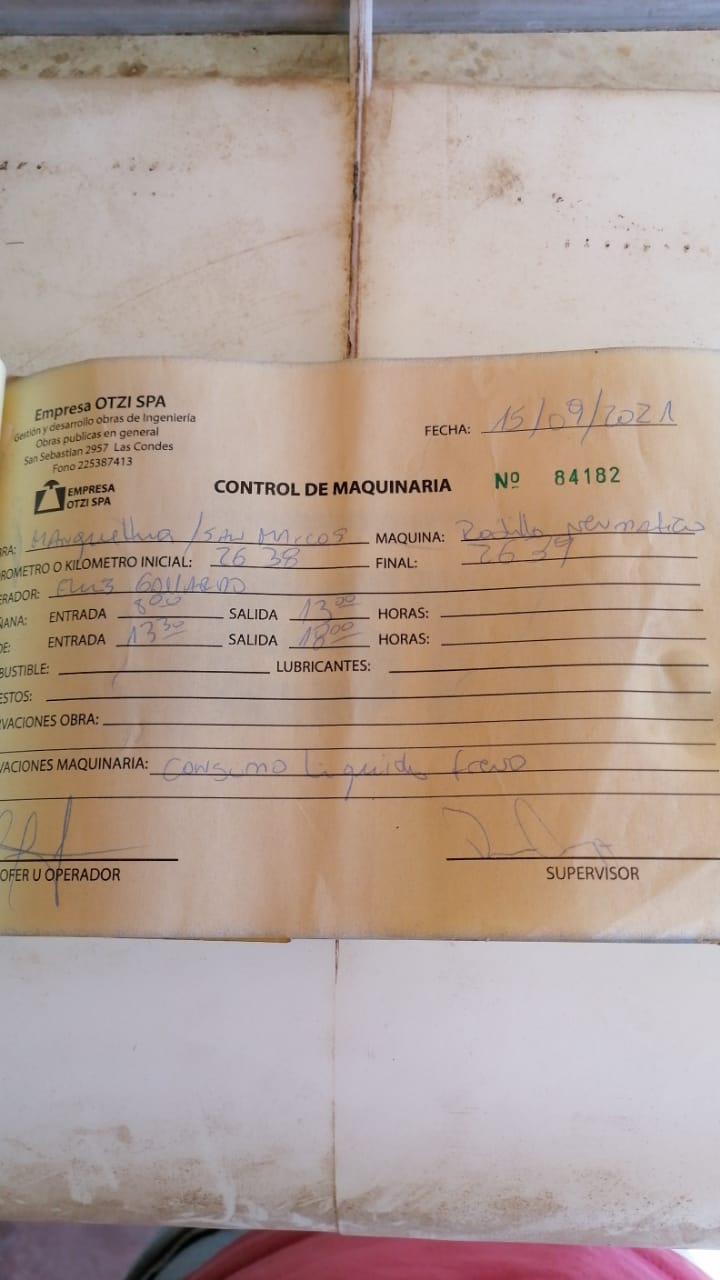 Empresa OTZI SPA
Gestión y desarrollo obras de Ingeniería
Obras publicas en general
San Sebastian 2957 Las Condes
Fono 225387413
EMPRESA
OTZI SPA
FECHA: 15/09/2021
CONTROL DE MAQUINARIA Nº 84182
RA: / San Marcos MAQUINA: Rodillo Neumatico
ROMETRO O KILOMETRO INICIAL: 2638 FINAL: 2639
RADOR: Gallardo
ÑANA: ENTRADA 8:00 SALIDA 13:00 HORAS:
DE: ENTRADA 13:30 SALIDA 18:00 HORAS:
BUSTIBLE: LUBRICANTES:
ESTOS:
VACIONES OBRA:
VACIONES MAQUINARIA: Consumo liquido freno
OFER U OPERADOR SUPERVISOR